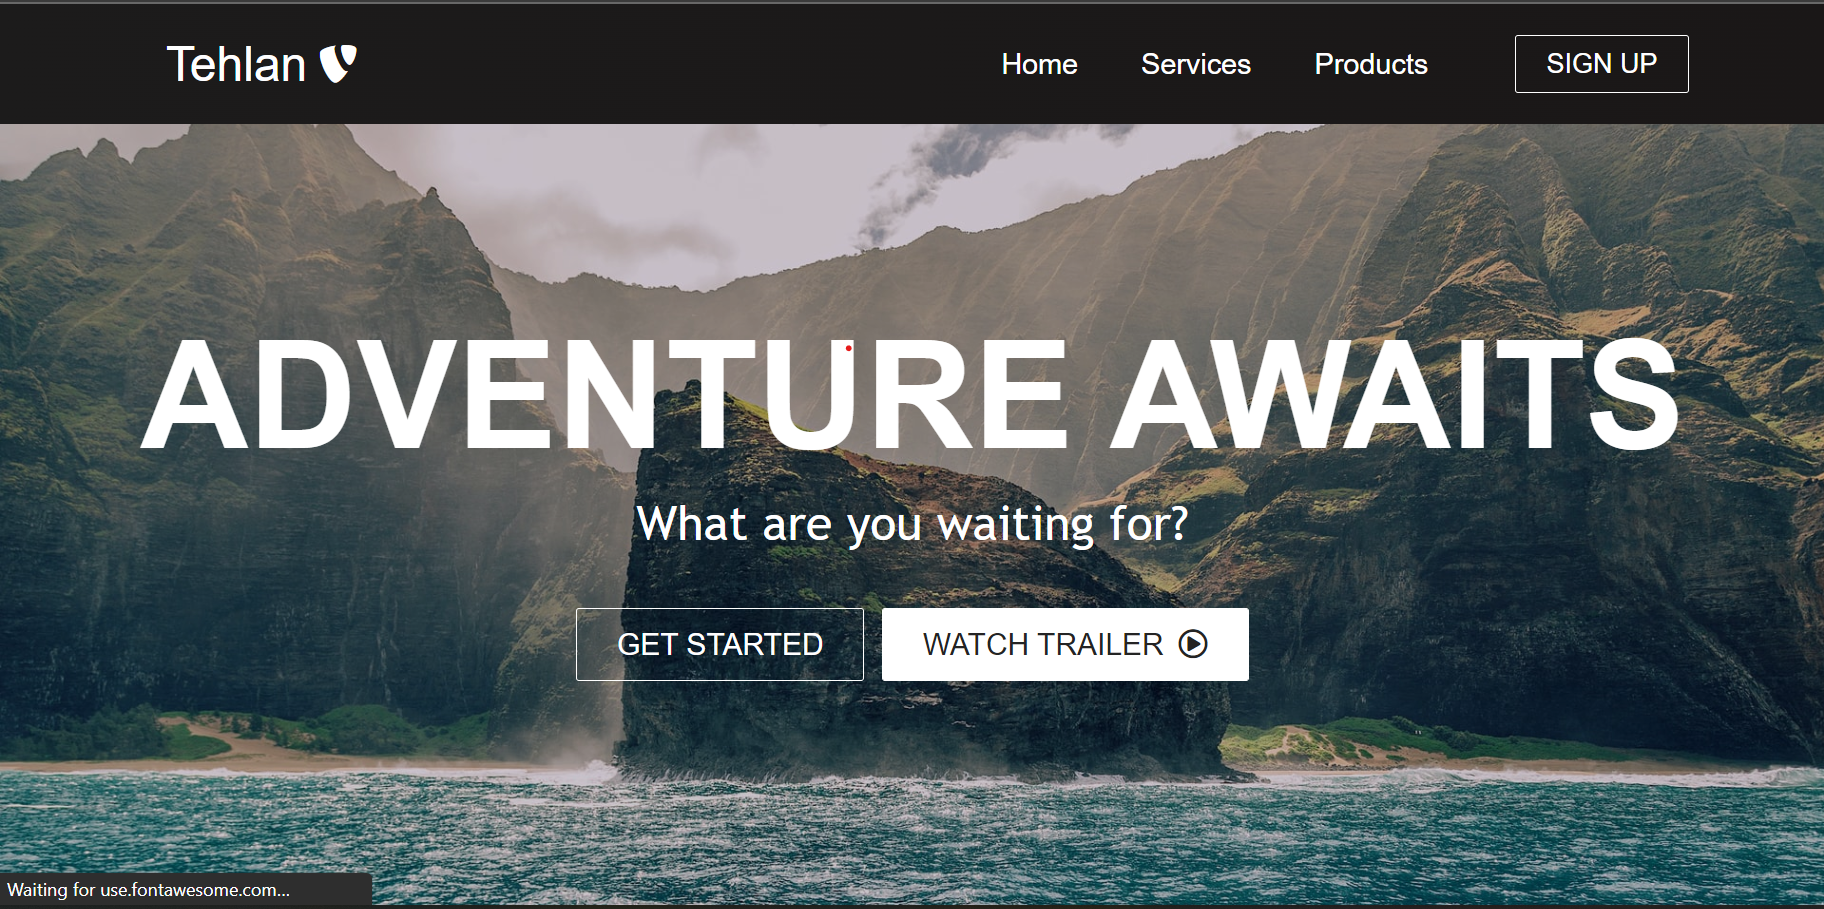 Tehlan
Home Services Products SIGN UP
ADVENTURE AWAITS
What are you waiting for?
GET STARTED WATCH TRAILER
Waiting for use.fontawesome.com...